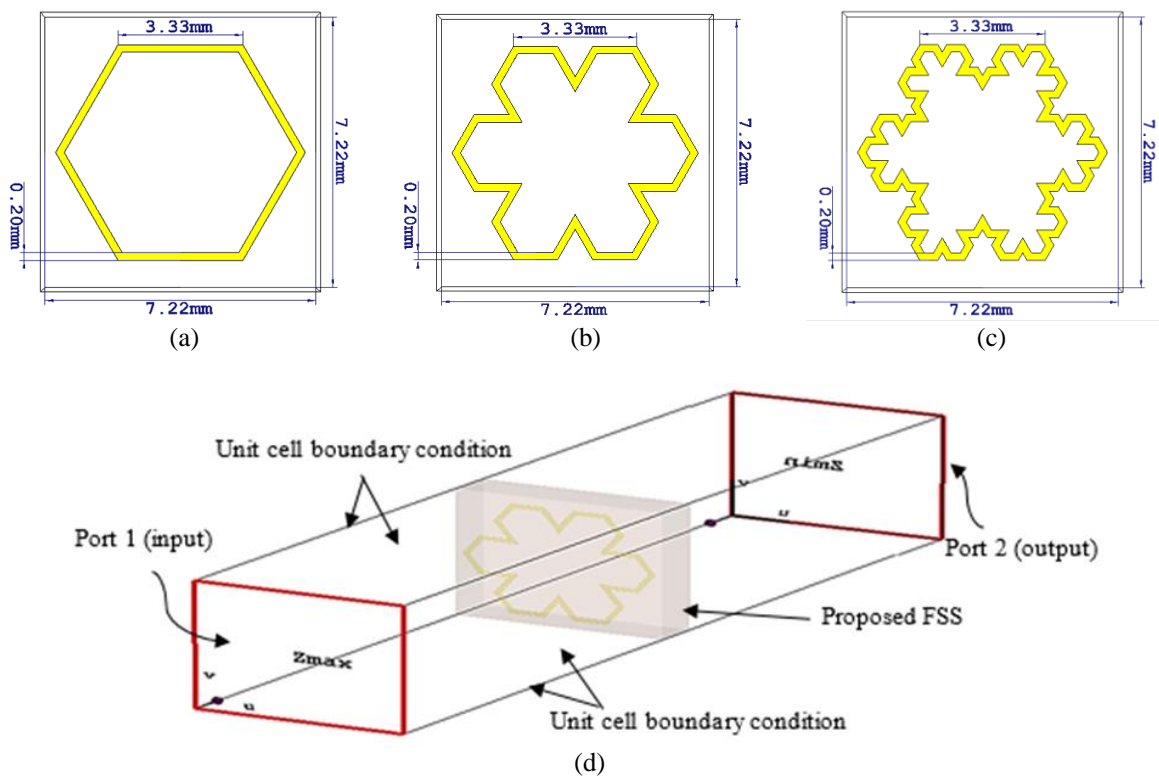 3.33mm
7.22mm
0.20mm
7.22mm
(a)
3.33mm
7.22mm
0.20mm
7.22mm
(b)
3.33mm
7.22mm
0.20mm
7.22mm
(c)
Unit cell boundary condition
Zmin
v
u
Port 1 (input)
Port 2 (output)
Proposed FSS
Zmax
v
u
Unit cell boundary condition
(d)